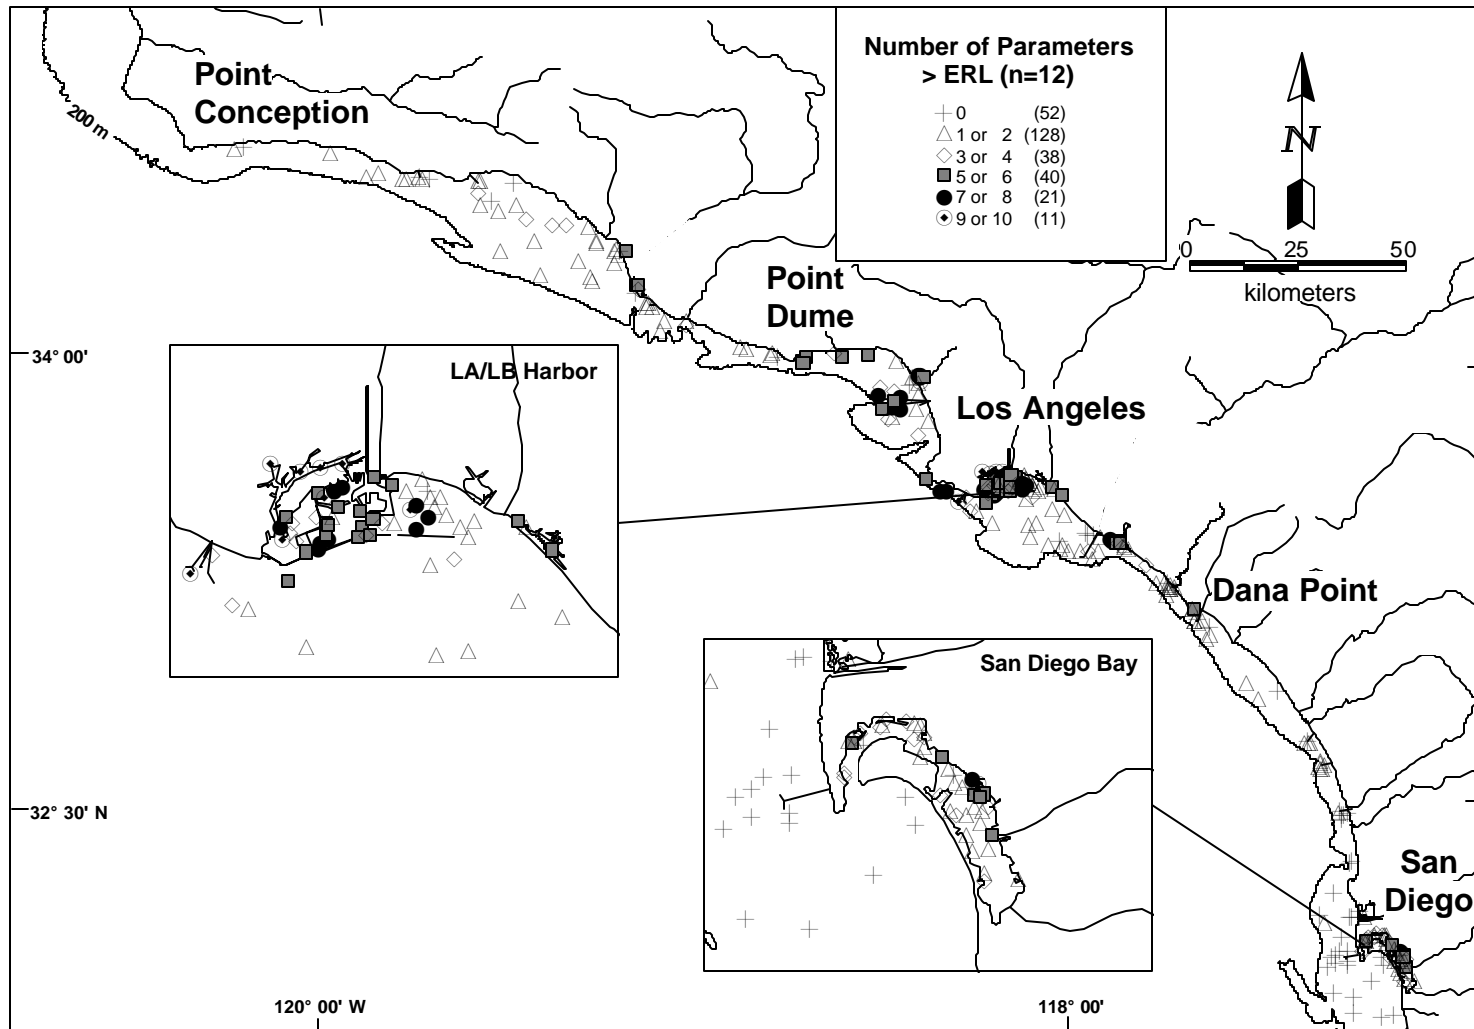 Number of Parameters
> ERL (n=12)
0 (52)
1 or 2 (128)
3 or 4 (38)
5 or 6 (40)
7 or 8 (21)
9 or 10 (11)
Point
Conception
200 m
N
0 25 50
kilometers
Point
Dume
34° 00'
LA/LB Harbor
Los Angeles
Dana Point
San Diego Bay
32° 30' N
San
Diego
120° 00' W
118° 00'